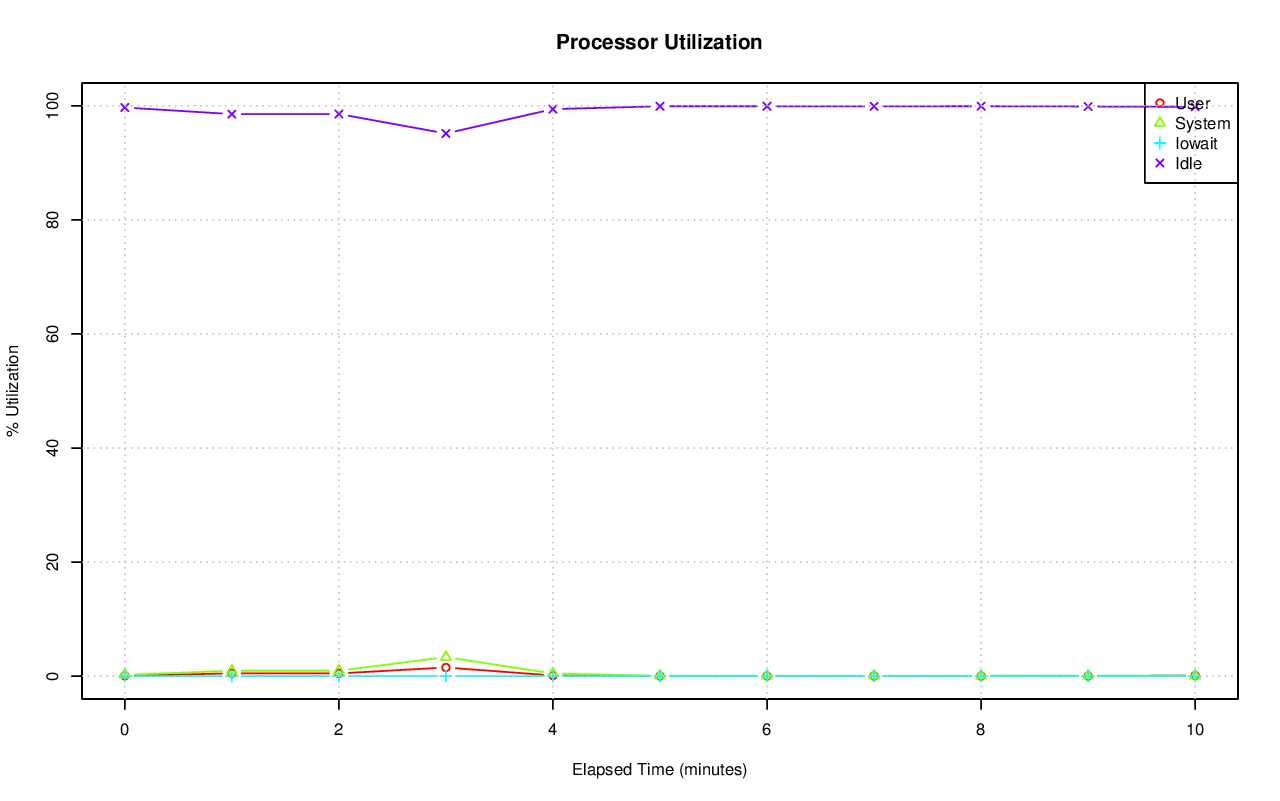 Processor Utilization
100
80
60
40
20
0
% Utilization
User
System
Iowait
Idle
0 2 4 6 8 10
Elapsed Time (minutes)